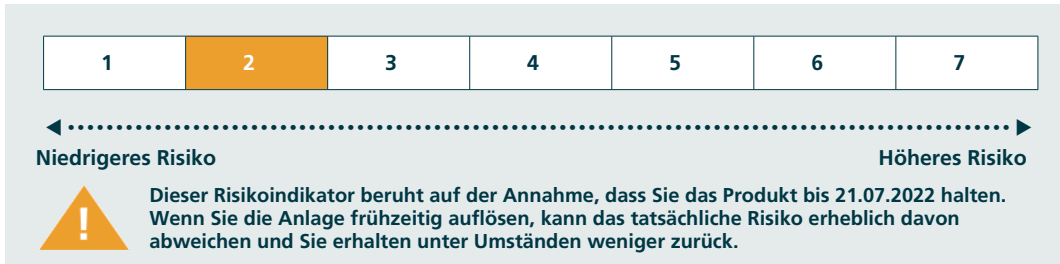 1 2 3 4 5 6 7
Niedrigeres Risiko Höheres Risiko
Dieser Risikoindikator beruht auf der Annahme, dass Sie das Produkt bis 21.07.2022 halten.
Wenn Sie die Anlage frühzeitig auflösen, kann das tatsächliche Risiko erheblich davon
abweichen und Sie erhalten unter Umständen weniger zurück.